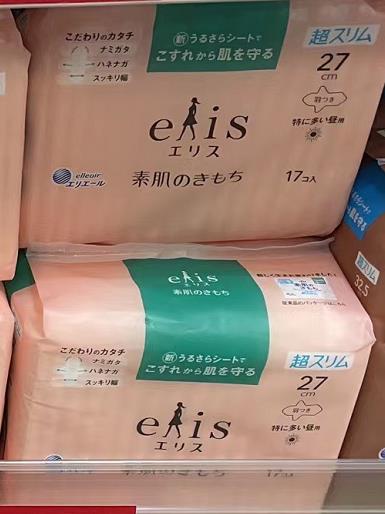 こだわりのカタチ
ナミガタ
ハネナガ
スッキリ幅
新うるさらシートで
こすれから肌を守る
超スリム
27
cm
羽つき
特に多い昼用
elis
エリス
elleair
エリエール
素肌のきもち
17コ入
32.5
elis
エリス
素肌のきもち
こだわりのカタチ
ナミガタ
ハネナガ
スッキリ幅
新うるさらシートで
こすれから肌を守る
超スリム
27
cm
羽つき
特に多い昼用
elis
エリス
素肌のきもち